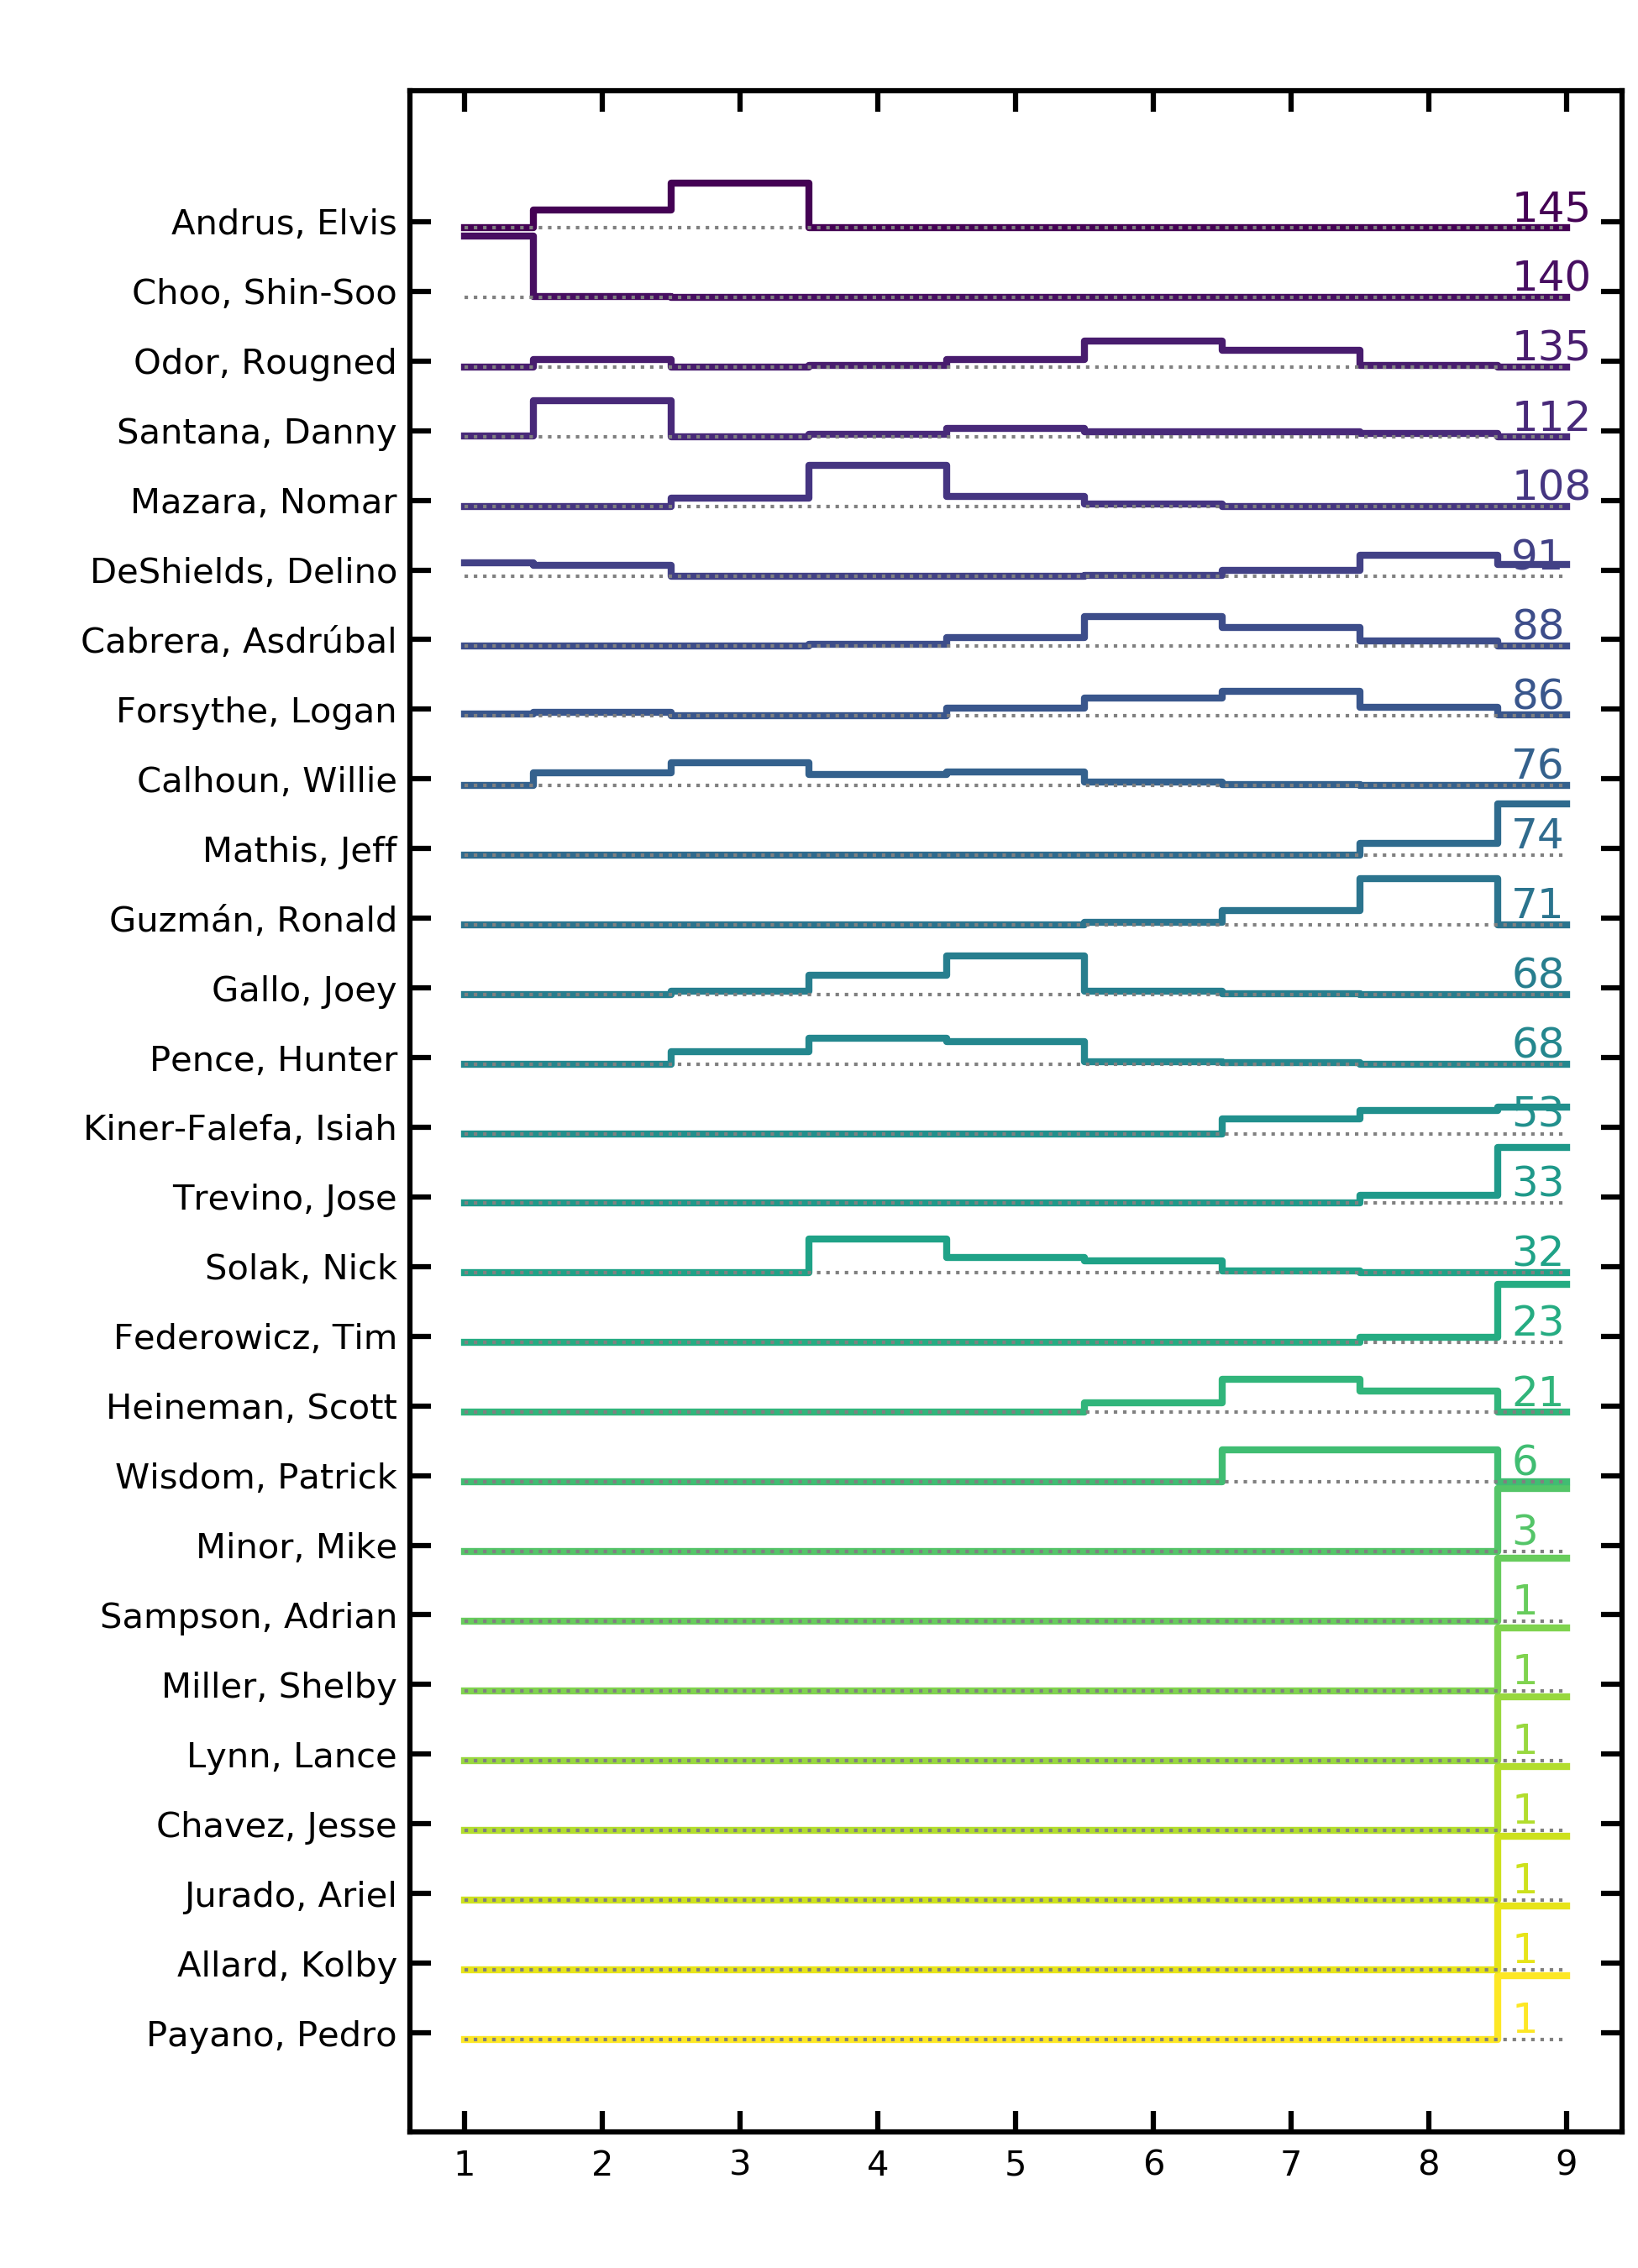 Andrus, Elvis 145
Choo, Shin-Soo 140
Odor, Rougned 135
Santana, Danny 112
Mazara, Nomar 108
DeShields, Delino 91
Cabrera, Asdrúbal 88
Forsythe, Logan 86
Calhoun, Willie 76
Mathis, Jeff 74
Guzmán, Ronald 71
Gallo, Joey 68
Pence, Hunter 68
Kiner-Falefa, Isiah 53
Trevino, Jose 33
Solak, Nick 32
Federowicz, Tim 23
Heineman, Scott 21
Wisdom, Patrick 6
Minor, Mike 3
Sampson, Adrian 1
Miller, Shelby 1
Lynn, Lance 1
Chavez, Jesse 1
Jurado, Ariel 1
Allard, Kolby 1
Payano, Pedro 1
1 2 3 4 5 6 7 8 9